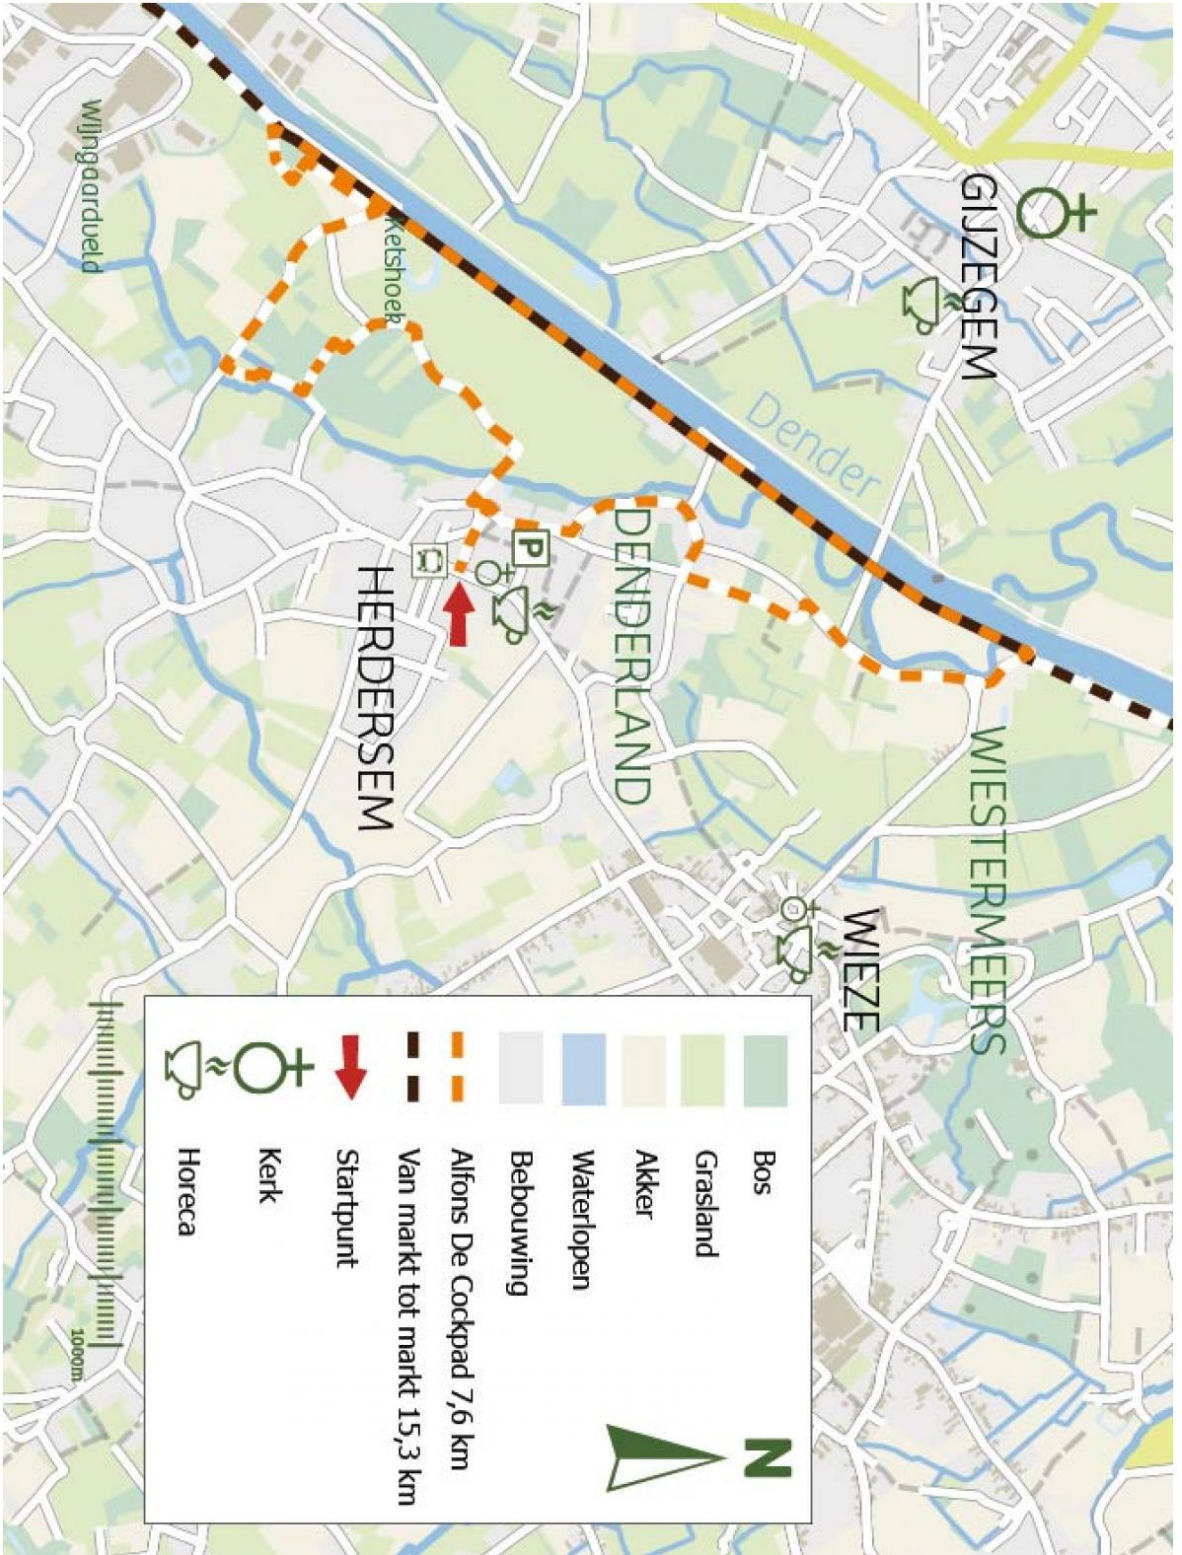 GIJZEGEM
Dender
WIESTERMEERS
WIEZE
DENDERLAND
P
HERDERSEM
Ketshoek
Wijngaardveld
N
Bos
Grasland
Akker
Waterlopen
Bebouwing
Alfons De Cockpad 7,6 km
Van markt tot markt 15,3 km
Startpunt
Kerk
Horeca
1000m